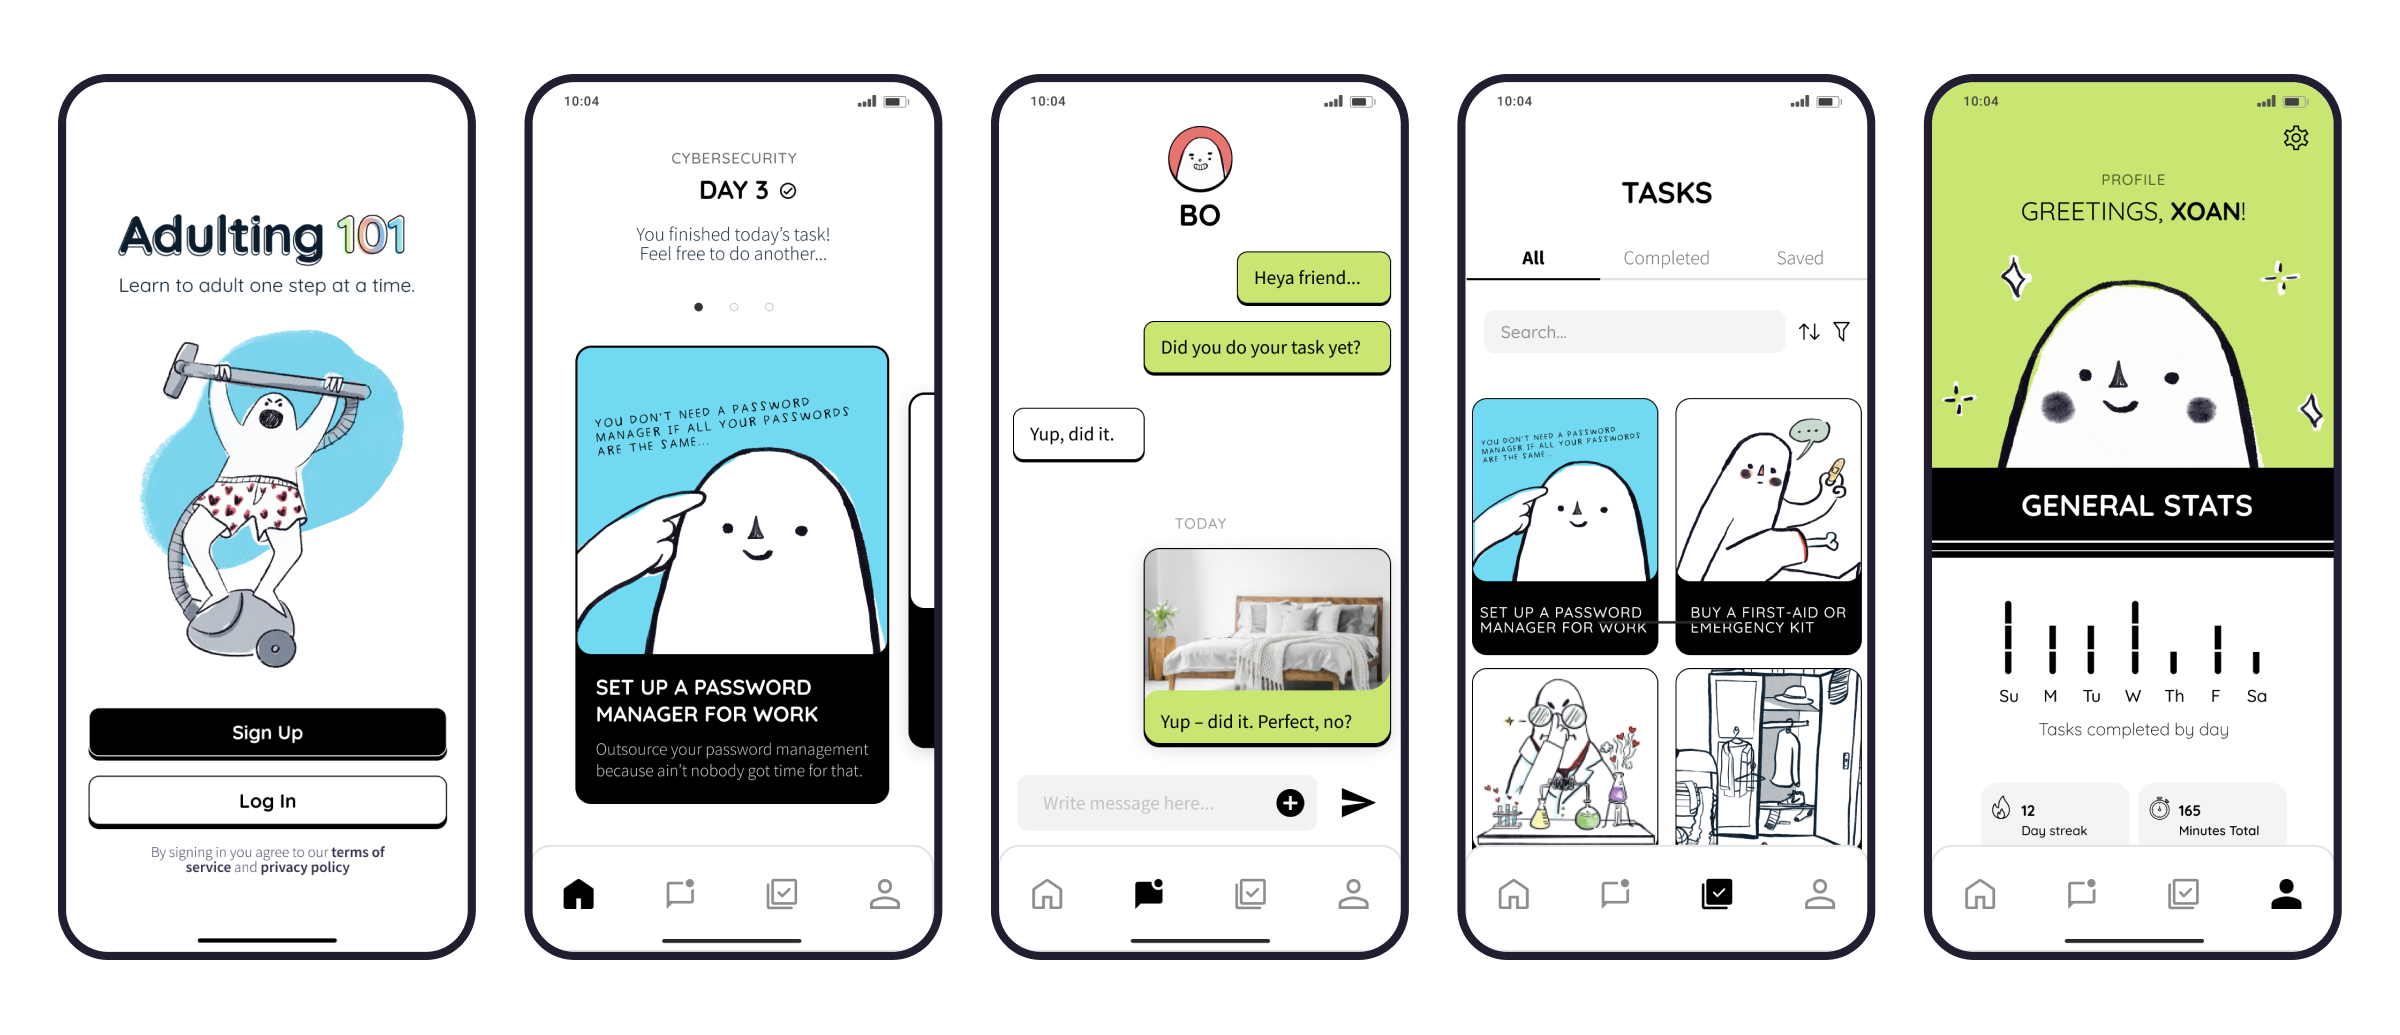 Adulting 101
Learn to adult one step at a time.
Sign Up
Log In
By signing in you agree to our terms of
service and privacy policy
10:04
CYBERSECURITY
DAY 3
You finished today's task!
Feel free to do another...
YOU DON'T NEED A PASSWORD
MANAGER IF ALL YOUR PASSWORDS
ARE THE SAME...
SET UP A PASSWORD
MANAGER FOR WORK
Outsource your password management
because ain't nobody got time for that.
10:04
BO
Heya friend...
Did you do your task yet?
Yup, did it.
TODAY
Yup – did it. Perfect, no?
Write message here...
10:04
TASKS
All Completed Saved
Search...
YOU DON'T NEED A PASSWORD
MANAGER IF ALL YOUR PASSWORDS
ARE THE SAME...
SET UP A PASSWORD
MANAGER FOR WORK
BUY A FIRST-AID OR
EMERGENCY KIT
10:04
PROFILE
GREETINGS, XOAN!
GENERAL STATS
Su M Tu W Th F Sa
Tasks completed by day
12
Day streak
165
Minutes Total